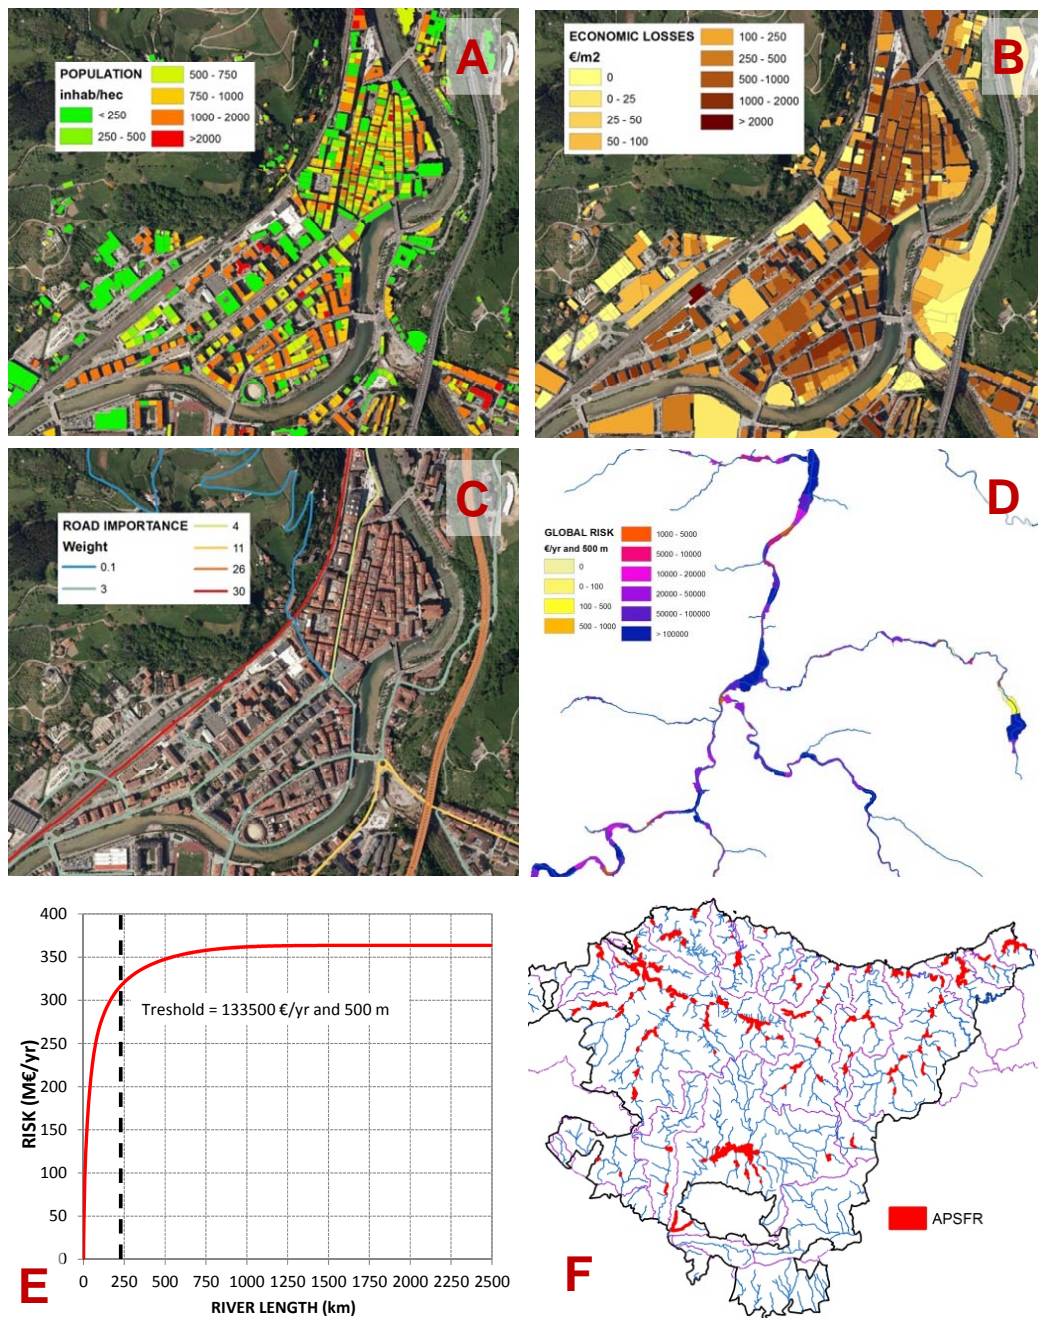 A
POPULATION
inhab/hec
< 250
250 - 500
500 - 750
750 - 1000
1000 - 2000
>2000
B
ECONOMIC LOSSES
€/m2
0
0 - 25
25 - 50
50 - 100
100 - 250
250 - 500
500-1000
1000 - 2000
> 2000
C
ROAD IMPORTANCE
Weight
0.1
3
4
11
26
30
D
GLOBAL RISK
€/yr and 500 m
0
0 - 100
100 - 500
500 - 1000
1000 - 5000
5000 - 10000
10000 - 20000
20000 - 50000
50000 - 100000
> 100000
400
350
300
250
200
150
100
50
0
RISK (M€/yr)
Treshold = 133500 €/yr and 500 m
0 250 500 750 1000 1250 1500 1750 2000 2250 2500
RIVER LENGTH (km)
E
APSFR
F